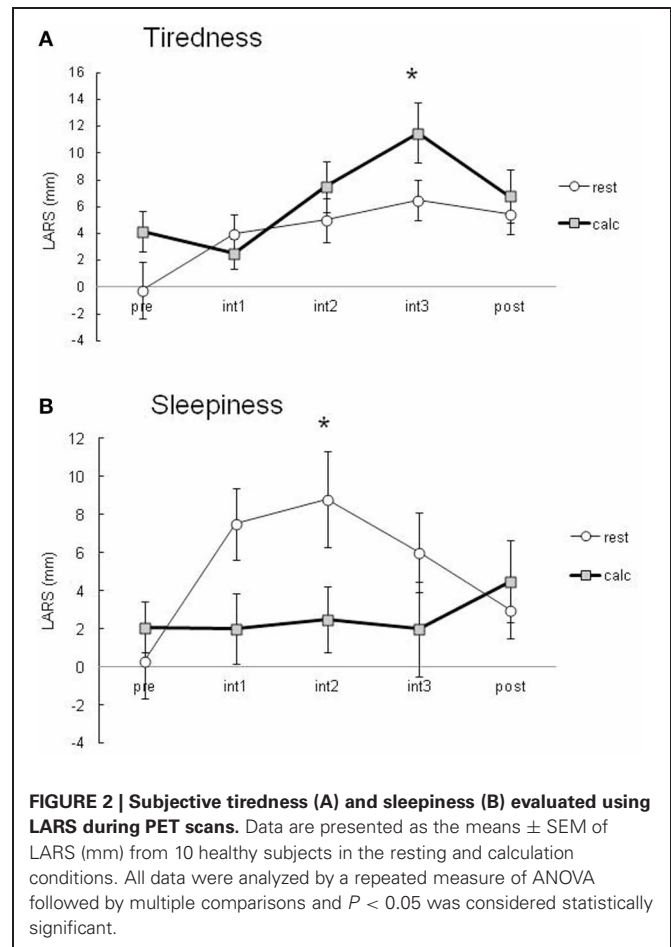 A Tiredness
16
14
12
10
8
6
4
2
0
-2
-4
LARS (mm)
*
pre int1 int2 int3 post
rest
calc
B Sleepiness
12
10
8
6
4
2
0
-2
-4
LARS (mm)
*
pre int1 int2 int3 post
rest
calc
FIGURE 2 | Subjective tiredness (A) and sleepiness (B) evaluated using
LARS during PET scans. Data are presented as the means ± SEM of
LARS (mm) from 10 healthy subjects in the resting and calculation
conditions. All data were analyzed by a repeated measure of ANOVA
followed by multiple comparisons and P < 0.05 was considered statistically
significant.